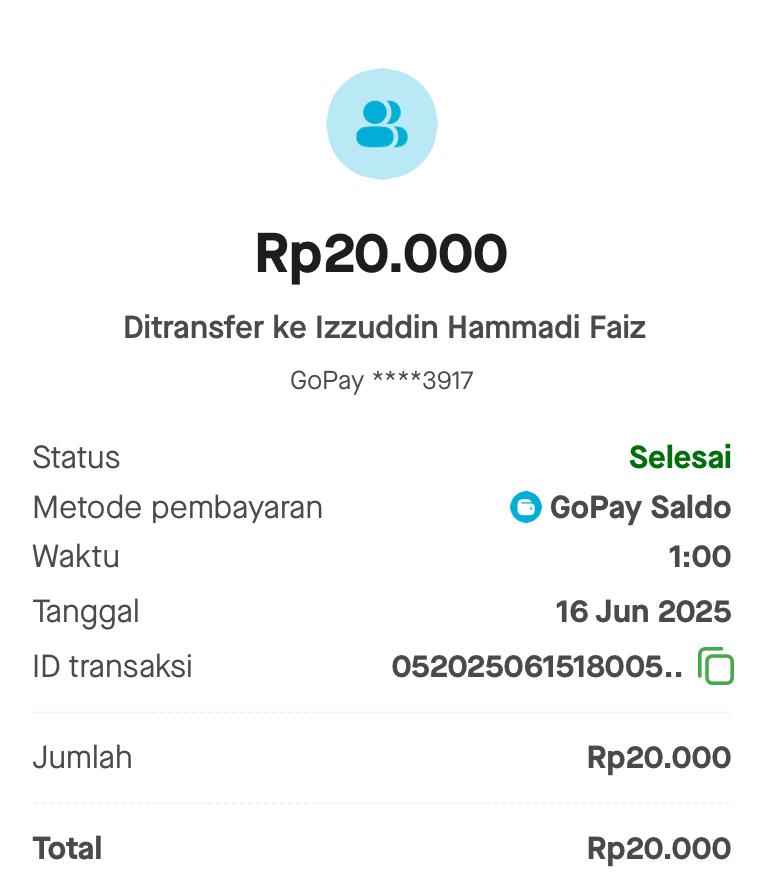 Rp20.000
Ditransfer ke Izzuddin Hammadi Faiz
GoPay ****3917
Status Selesai
Metode pembayaran GoPay Saldo
Waktu 1:00
Tanggal 16 Jun 2025
ID transaksi 052025061518005..
Jumlah Rp20.000
Total Rp20.000